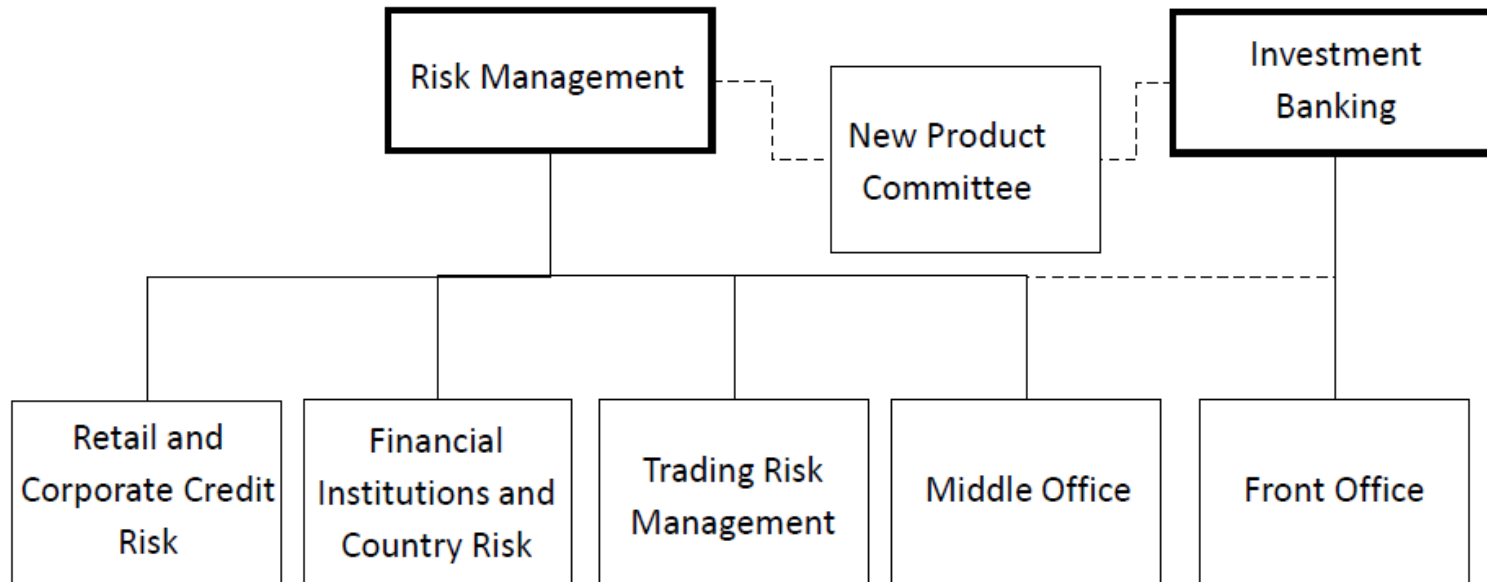 Risk Management
Investment
Banking
New Product
Committee
Retail and
Corporate Credit
Risk
Financial
Institutions and
Country Risk
Trading Risk
Management
Middle Office
Front Office